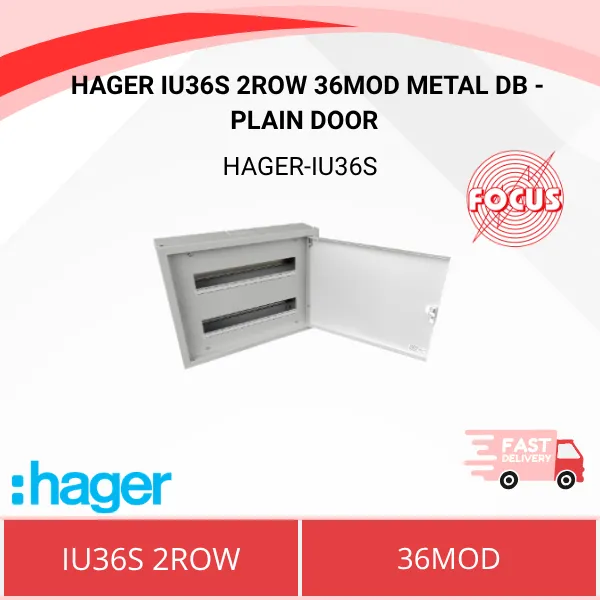 HAGER IU36S 2ROW 36MOD METAL DB -
PLAIN DOOR
HAGER-IU36S
FOCUS
FAST
DELIVERY
:hager
IU36S 2ROW
36MOD